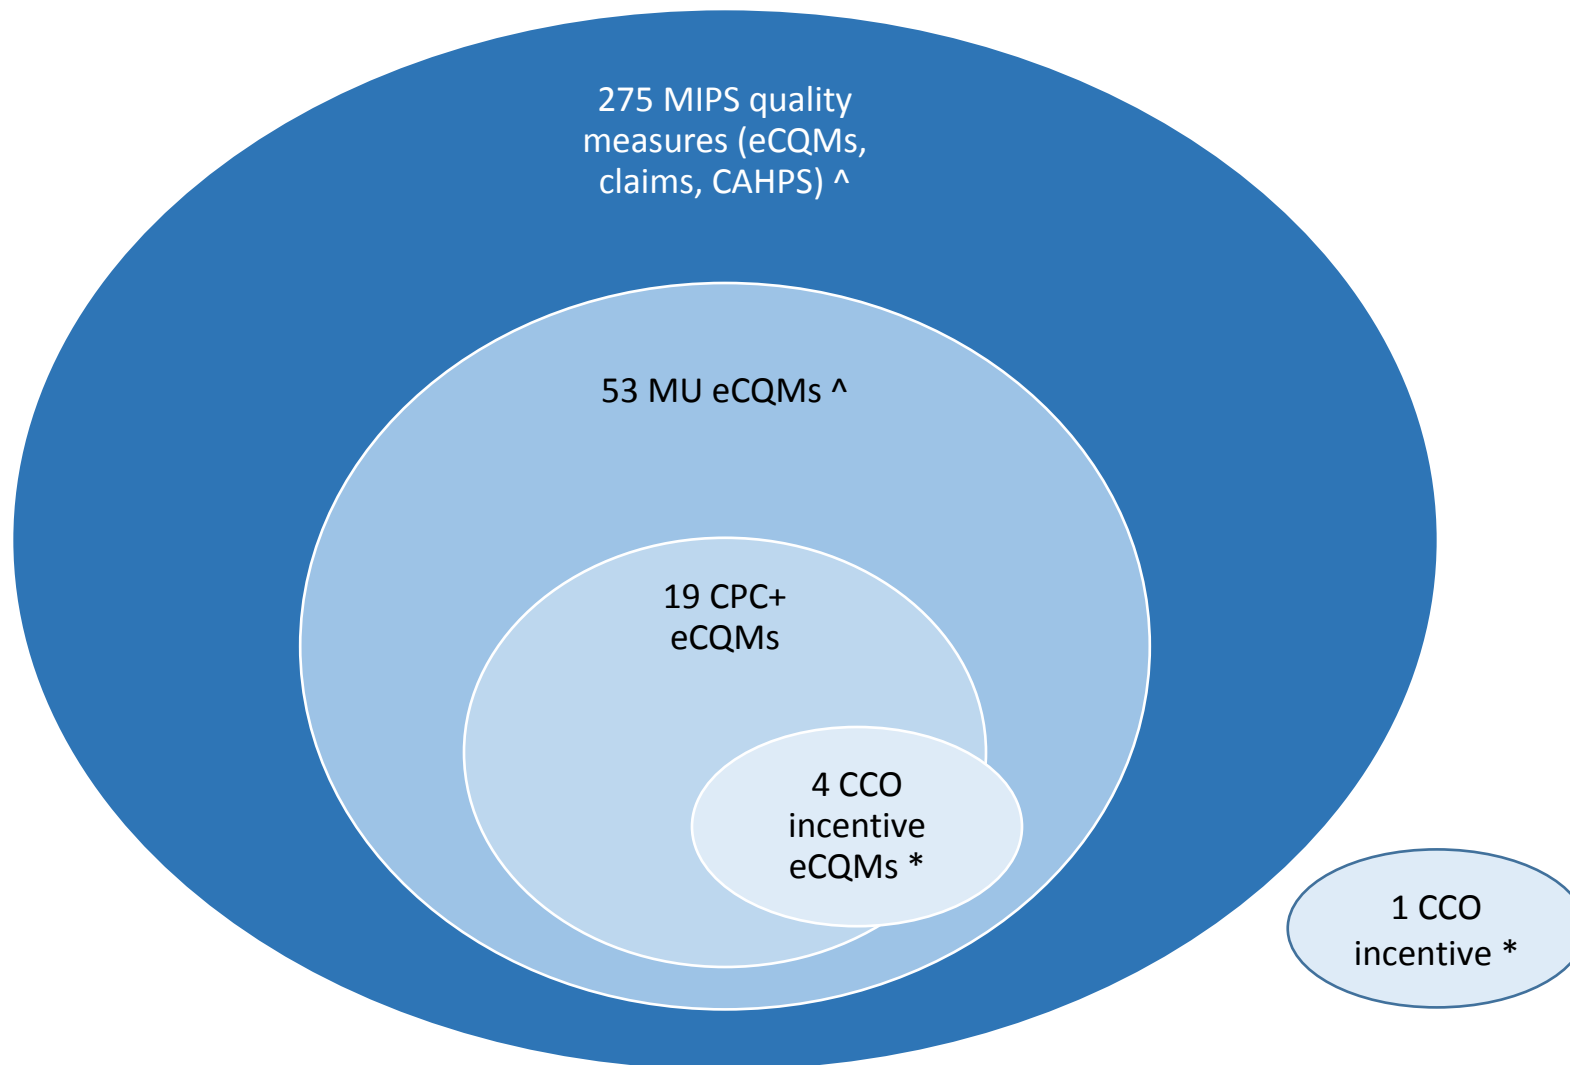 275 MIPS quality
measures (eCQMs,
claims, CAHPS) ^
53 MU eCQMs ^
19 CPC+
eCQMs
4 CCO
incentive
eCQMs *
1 CCO
incentive *